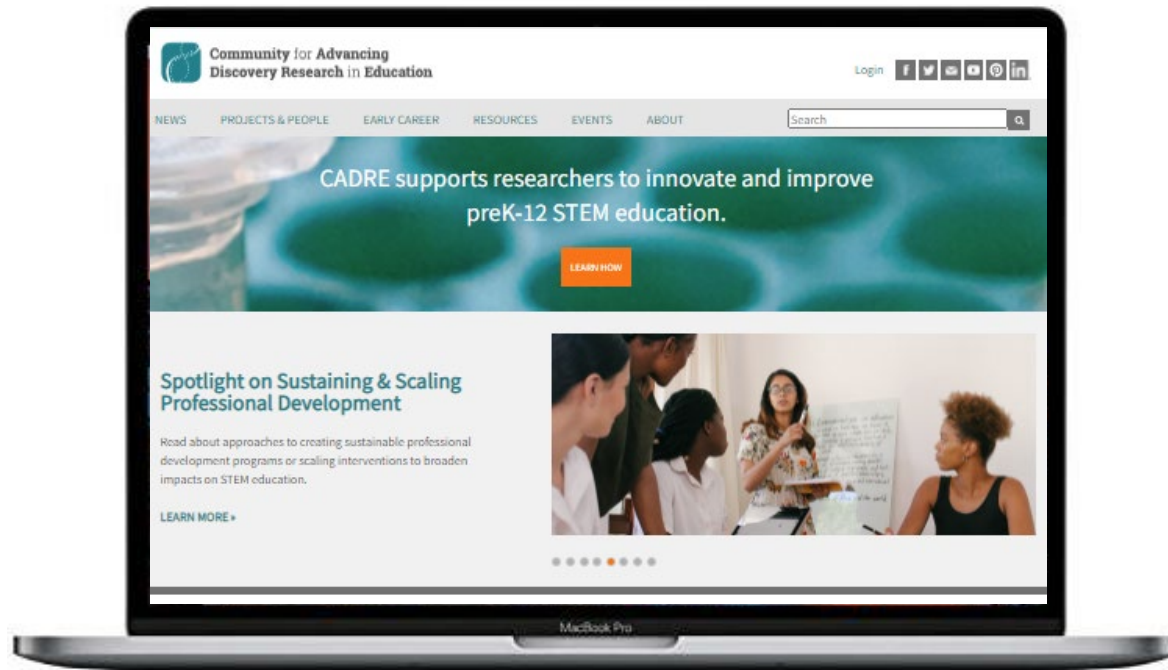 Community for Advancing
Discovery Research in Education
Login
NEWS PROJECTS & PEOPLE EARLY CAREER RESOURCES EVENTS ABOUT Search
CADRE supports researchers to innovate and improve
preK-12 STEM education.
LEARN HOW
Spotlight on Sustaining & Scaling
Professional Development
Read about approaches to creating sustainable professional
development programs or scaling interventions to broaden
impacts on STEM education.
LEARN MORE »
MacBook Pro